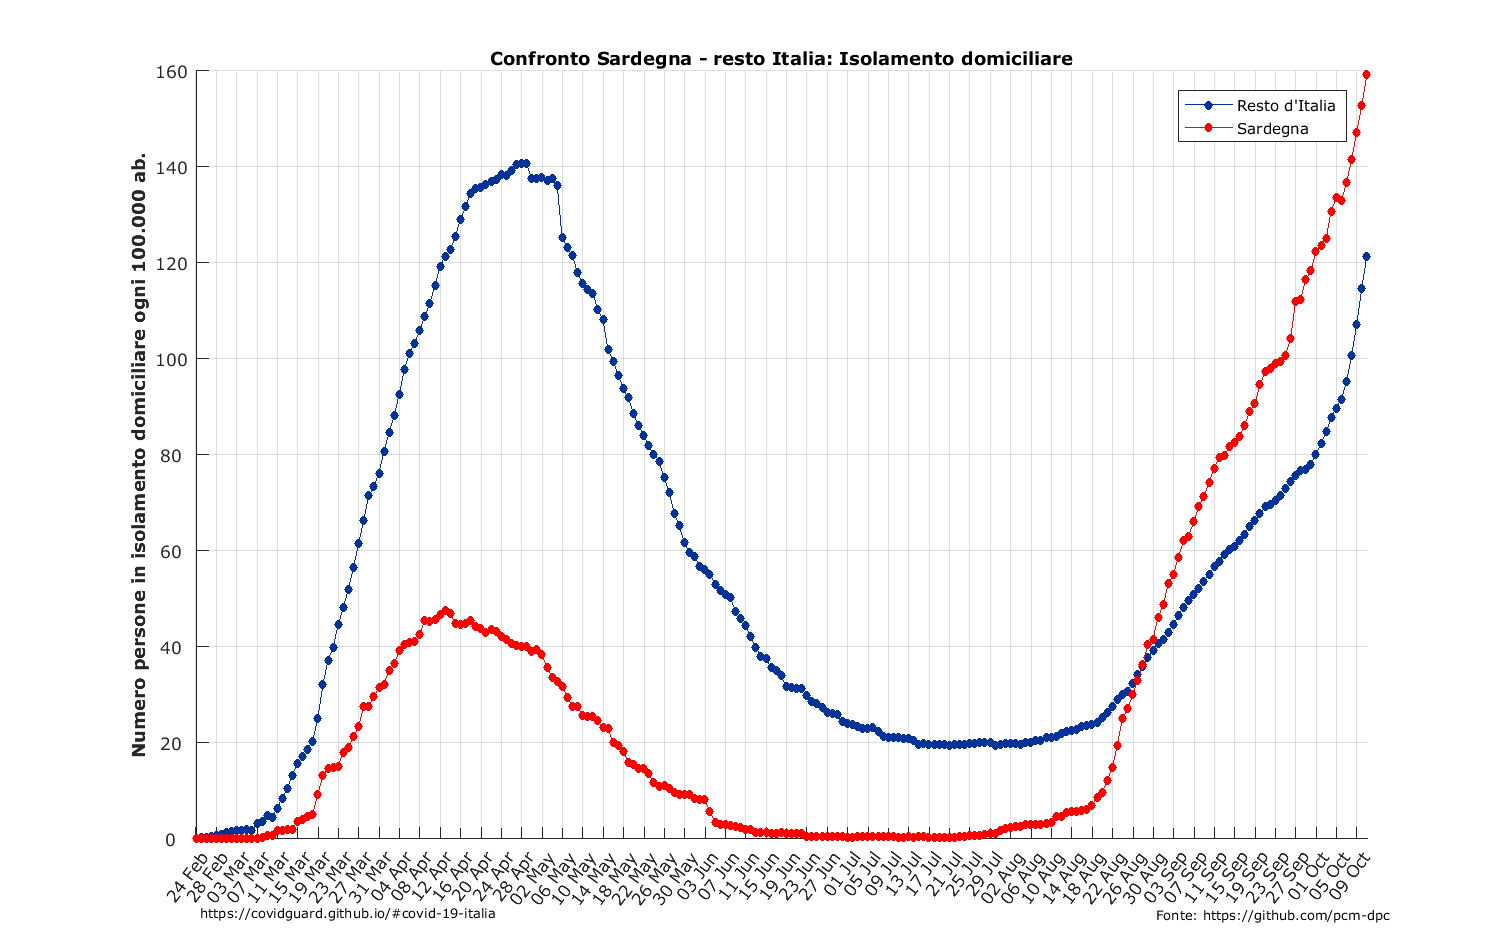 Confronto Sardegna - resto Italia: Isolamento domiciliare
Numero persone in isolamento domiciliare ogni 100.000 ab.
160
140
120
100
80
60
40
20
0
Resto d'Italia
Sardegna
24 Feb
28 Feb
03 Mar
07 Mar
11 Mar
15 Mar
19 Mar
23 Mar
27 Mar
31 Mar
04 Apr
08 Apr
12 Apr
16 Apr
20 Apr
24 Apr
28 Apr
02 May
06 May
10 May
14 May
18 May
22 May
26 May
30 May
03 Jun
07 Jun
11 Jun
15 Jun
19 Jun
23 Jun
27 Jun
01 Jul
05 Jul
09 Jul
13 Jul
17 Jul
21 Jul
25 Jul
29 Jul
02 Aug
06 Aug
10 Aug
14 Aug
18 Aug
22 Aug
26 Aug
30 Aug
03 Sep
07 Sep
11 Sep
15 Sep
19 Sep
23 Sep
27 Sep
01 Oct
05 Oct
09 Oct
https://covidguard.github.io/#covid-19-italia
Fonte: https://github.com/pcm-dpc